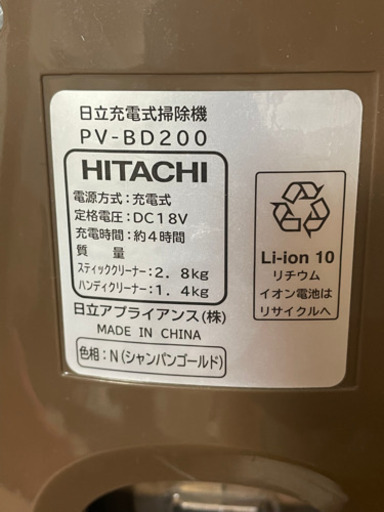 日立充電式掃除機
PV-BD200
HITACHI
電源方式:充電式
定格電圧:DC18V
充電時間:約4時間
質 量
スティッククリーナー:2.8kg
ハンディクリーナー:1.4kg
日立アプライアンス(株)
MADE IN CHINA
色相:N(シャンパンゴールド)
Li-ion 10
リチウム
イオン電池は
リサイクルへ